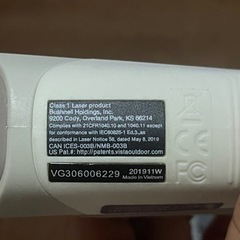 Class 1 Laser product
Bushnell Holdings, Inc.
9200 Cody, Overland Park, KS 66214
Complies with 21CFR1040.10 and 1040.11 except
for conformance with IEC60825-1 Ed.3.,as
described in Laser Notice 56, May 8, 2019
CAN ICES-003B/NMB-003B
US Pat.#: http://patents.vistaoutdoor.com
VG306006229
201911W
Made in Vietnam
FC